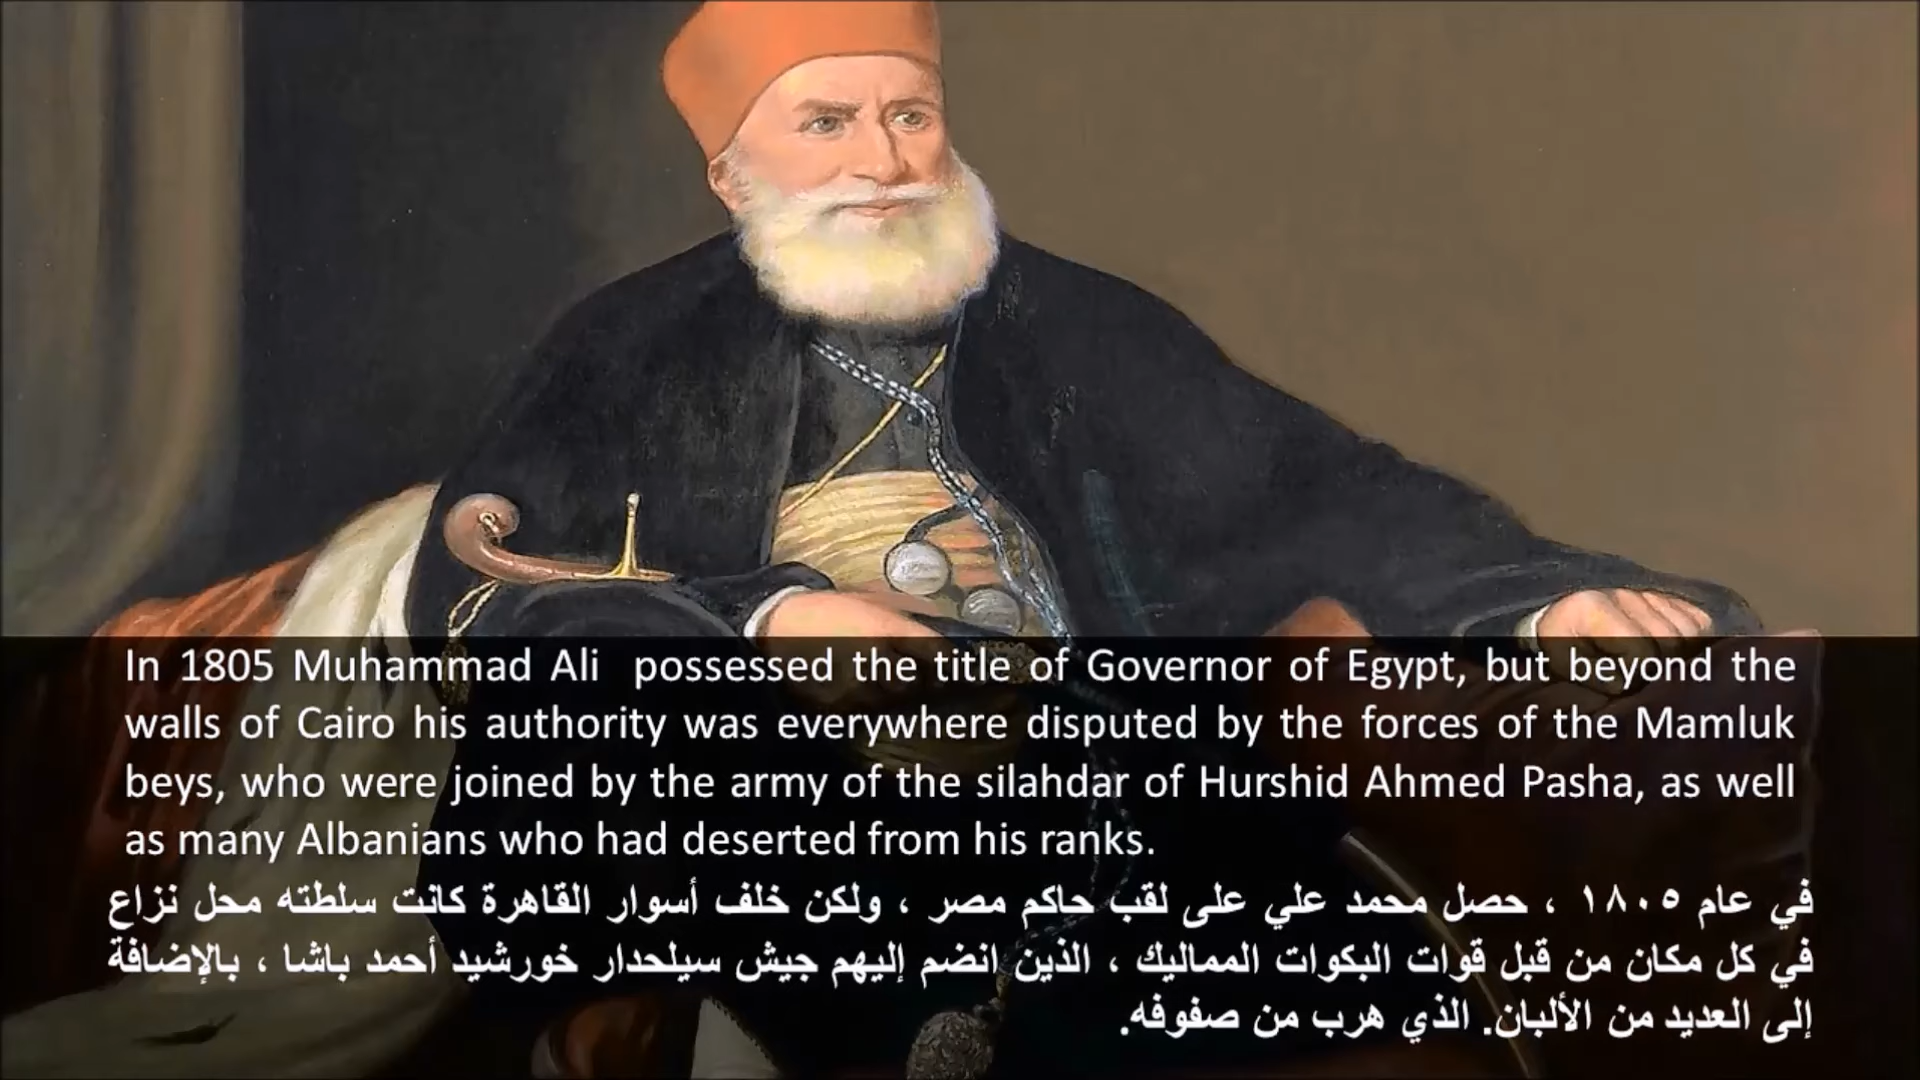 In 1805 Muhammad Ali possessed the title of Governor of Egypt, but beyond the
walls of Cairo his authority was everywhere disputed by the forces of the Mamluk
beys, who were joined by the army of the silahdar of Hurshid Ahmed Pasha, as well
as many Albanians who had deserted from his ranks.
في عام ١٨٠٥ ، حصل محمد علي على لقب حاكم مصر ، ولكن خلف أسوار القاهرة كانت سلطته محل نزاع
في كل مكان من قبل قوات البكوات المماليك ، الذين انضم إليهم جيش سيلحدار خورشيد أحمد باشا ، بالإضافة
إلى العديد من الألبان. الذي هرب من صفوفه.